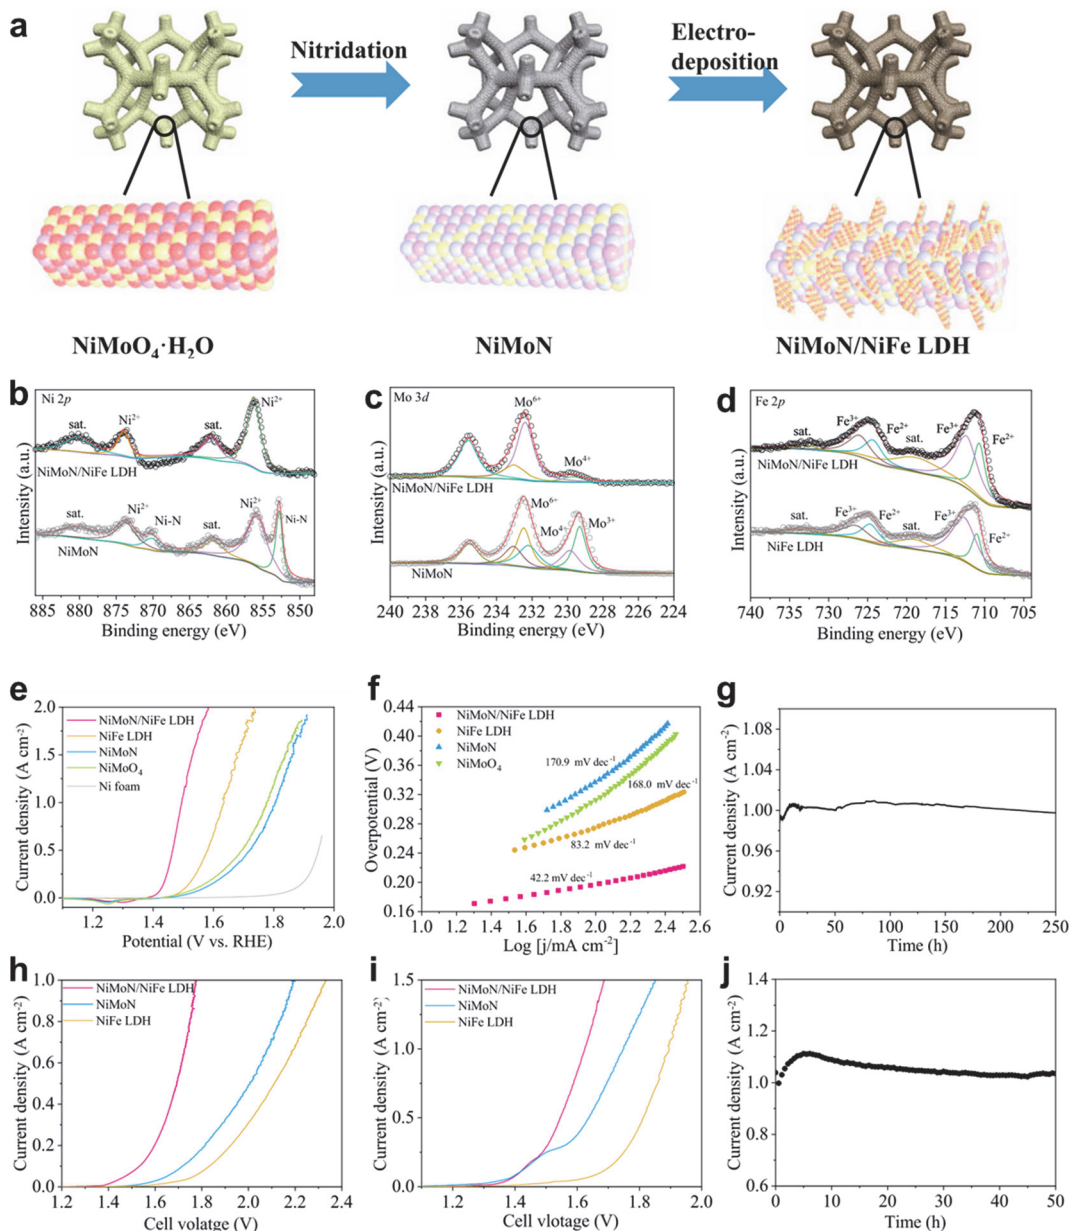 a
Nitridation
Electro-
deposition
NiMoO₄·H₂O
NiMoN
NiMoN/NiFe LDH
b
Ni 2p
sat.
Ni²⁺
sat.
Ni²⁺
NiMoN/NiFe LDH
sat.
Ni²⁺
Ni-N
sat.
Ni²⁺
Ni-N
NiMoN
Intensity (a.u.)
885 880 875 870 865 860 855 850
Binding energy (eV)
c
Mo 3d
Mo⁶⁺
Mo⁴⁺
NiMoN/NiFe LDH
Mo⁶⁺
Mo⁴⁺
Mo³⁺
NiMoN
Intensity (a.u.)
240 238 236 234 232 230 228 226 224
Binding energy (eV)
d
Fe 2p
sat.
Fe³⁺
Fe²⁺
sat.
Fe³⁺
Fe²⁺
NiMoN/NiFe LDH
sat.
Fe³⁺
Fe²⁺
sat.
Fe³⁺
Fe²⁺
NiFe LDH
Intensity (a.u.)
740 735 730 725 720 715 710 705
Binding energy (eV)
e
NiMoN/NiFe LDH
NiFe LDH
NiMoN
NiMoO₄
Ni foam
Current density (A cm⁻²)
2.0
1.5
1.0
0.5
0.0
1.2 1.4 1.6 1.8 2.0
Potential (V vs. RHE)
f
NiMoN/NiFe LDH
NiFe LDH
NiMoN
NiMoO₄
170.9 mV dec⁻¹
168.0 mV dec⁻¹
83.2 mV dec⁻¹
42.2 mV dec⁻¹
Overpotential (V)
0.44
0.40
0.36
0.32
0.28
0.24
0.20
0.16
1.0 1.2 1.4 1.6 1.8 2.0 2.2 2.4 2.6
Log [j/mA cm⁻²]
g
Current density (A cm⁻²)
1.08
1.04
1.00
0.96
0.92
0 50 100 150 200 250
Time (h)
h
NiMoN/NiFe LDH
NiMoN
NiFe LDH
Current density (A cm⁻²)
1.0
0.8
0.6
0.4
0.2
0.0
1.2 1.4 1.6 1.8 2.0 2.2 2.4
Cell volatage (V)
i
NiMoN/NiFe LDH
NiMoN
NiFe LDH
Current density (A cm⁻²)
1.5
1.0
0.5
0.0
1.2 1.4 1.6 1.8 2.0
Cell vlotage (V)
j
Current density (A cm⁻²)
1.4
1.2
1.0
0.8
0.6
0 10 20 30 40 50
Time (h)